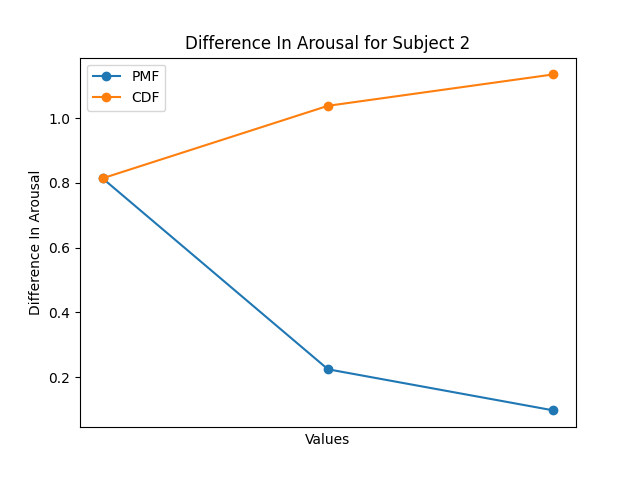 Difference In Arousal for Subject 2
PMF
CDF
Difference In Arousal
1.0
0.8
0.6
0.4
0.2
Values